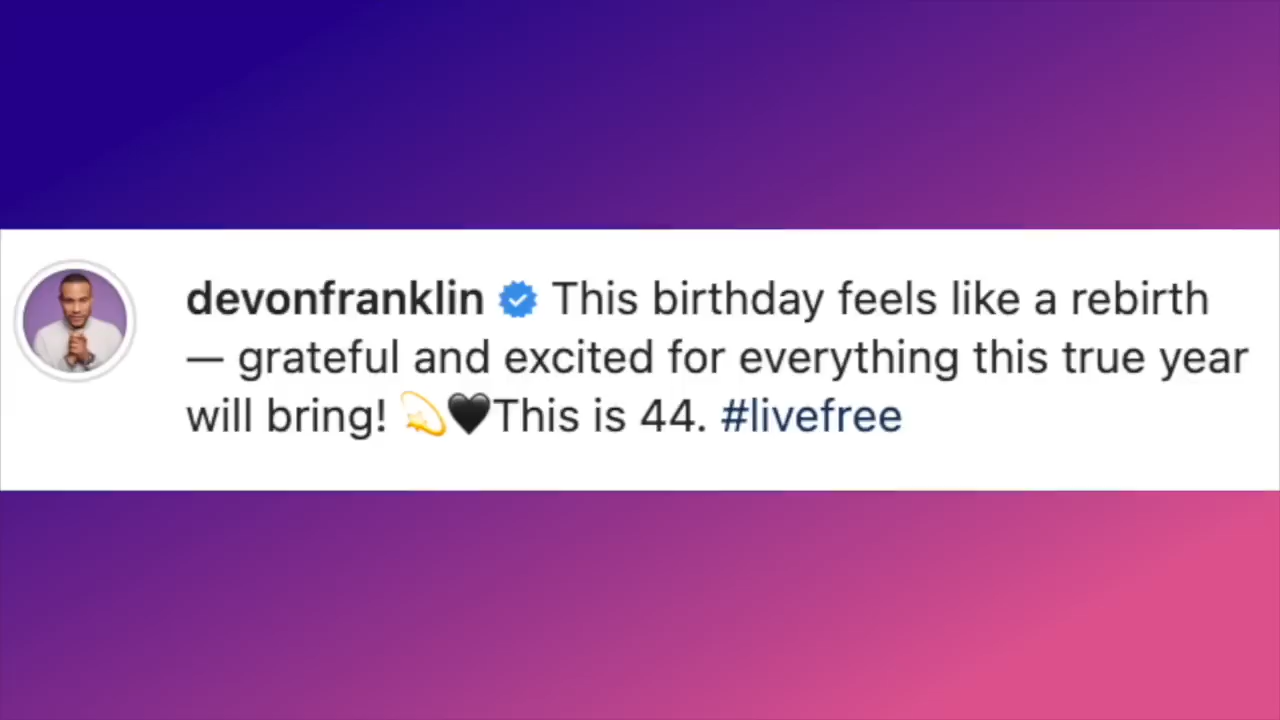 devonfranklin This birthday feels like a rebirth
— grateful and excited for everything this true year
will bring! 💫🖤This is 44. #livefree